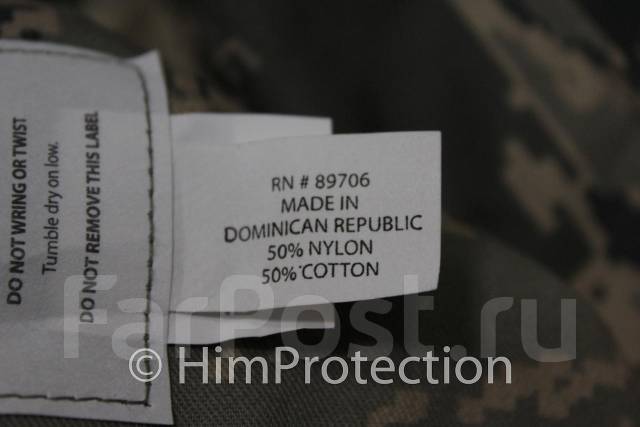 DO NOT WRING OR TWIST
Tumble dry on low.
DO NOT REMOVE THIS LABEL
RN # 89706
MADE IN
DOMINICAN REPUBLIC
50% NYLON
50% COTTON
FarPost.ru
© HimProtection